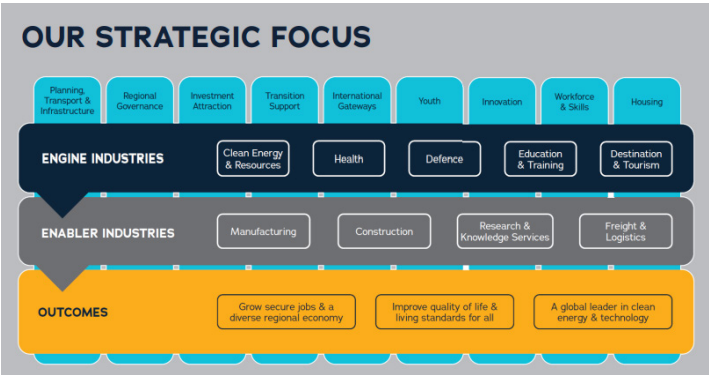 OUR STRATEGIC FOCUS
Planning,
Transport &
Infrastructure
Regional
Governance
Investment
Attraction
Transition
Support
International
Gateways
Youth
Innovation
Workforce
& Skills
Housing
ENGINE INDUSTRIES
Clean Energy
& Resources
Health
Defence
Education
& Training
Destination
& Tourism
ENABLER INDUSTRIES
Manufacturing
Construction
Research &
Knowledge Services
Freight &
Logistics
OUTCOMES
Grow secure jobs & a
diverse regional economy
Improve quality of life &
living standards for all
A global leader in clean
energy & technology